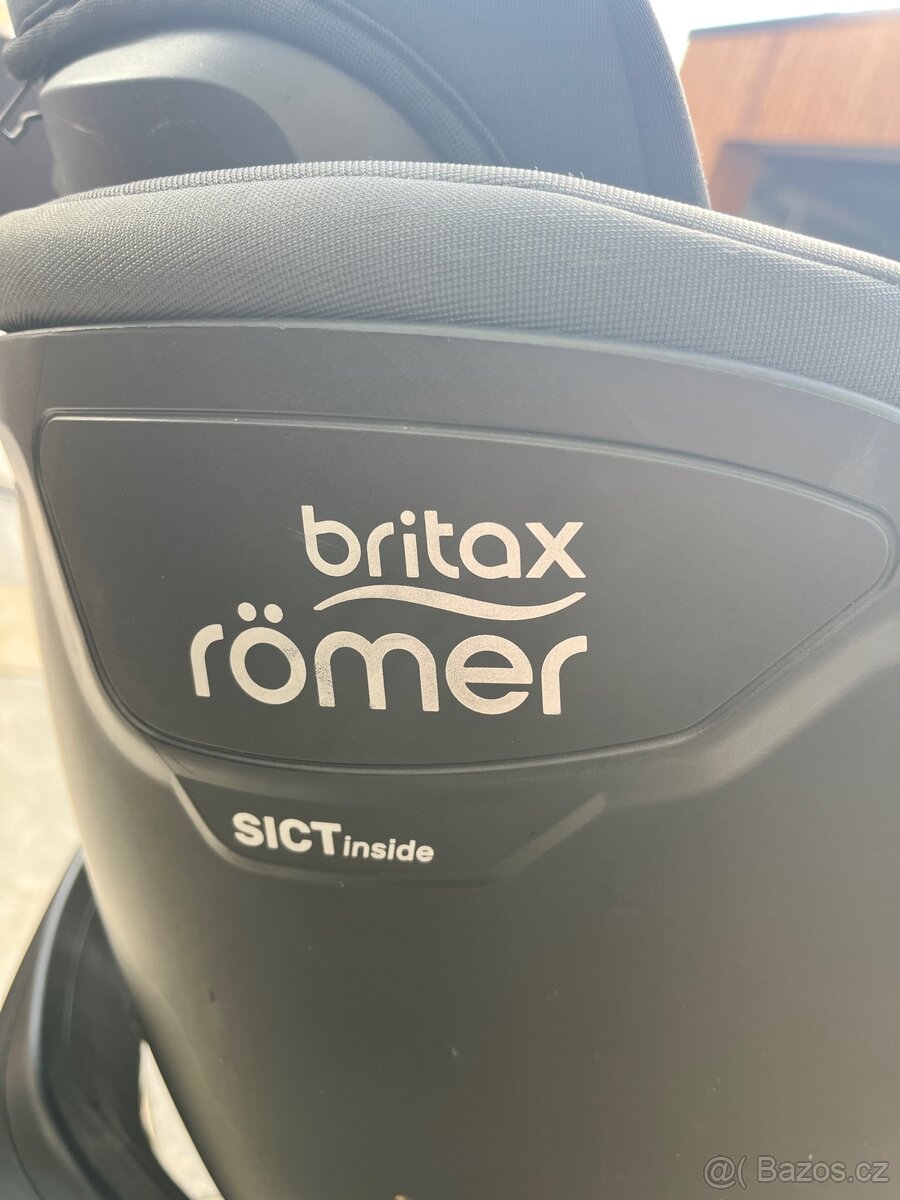 britax
römer
SICTinside
@( Bazos.cz